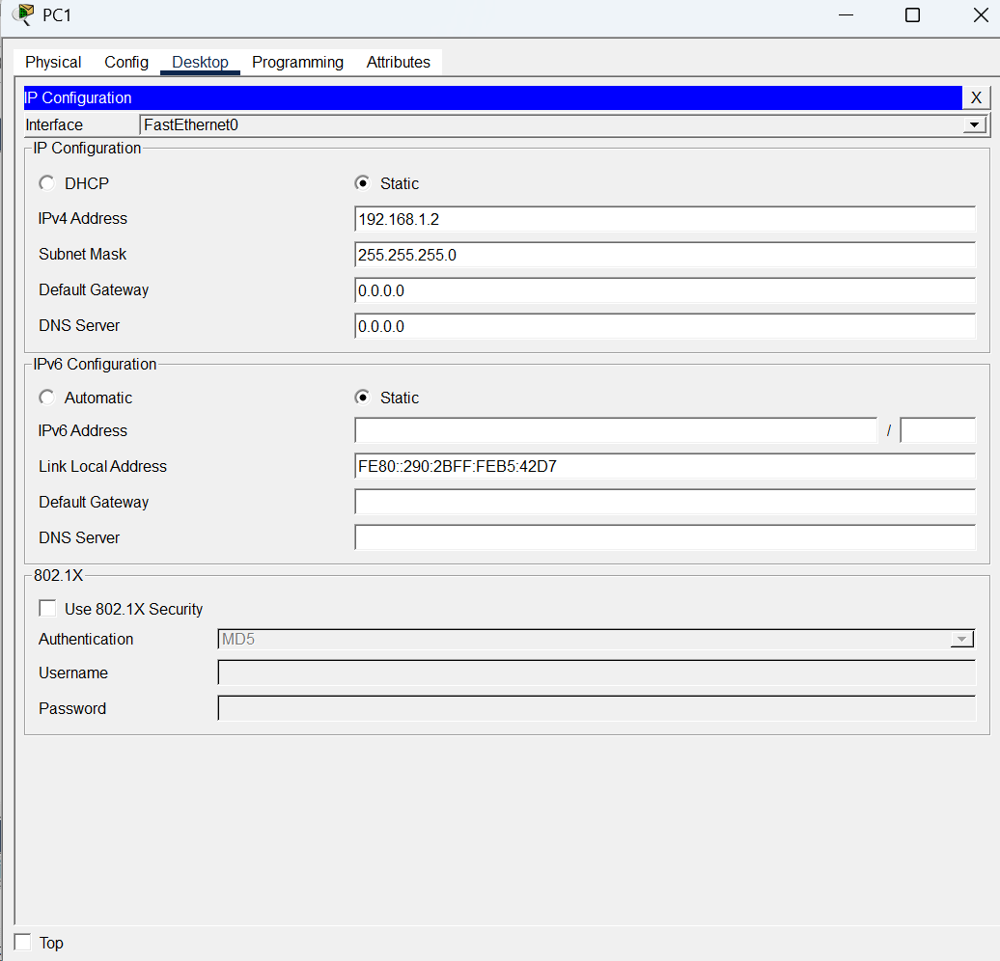 PC1
Physical Config Desktop Programming Attributes
IP Configuration X
Interface FastEthernet0
IP Configuration
DHCP Static
IPv4 Address 192.168.1.2
Subnet Mask 255.255.255.0
Default Gateway 0.0.0.0
DNS Server 0.0.0.0
IPv6 Configuration
Automatic Static
IPv6 Address /
Link Local Address FE80::290:2BFF:FEB5:42D7
Default Gateway
DNS Server
802.1X
Use 802.1X Security
Authentication MD5
Username
Password
Top